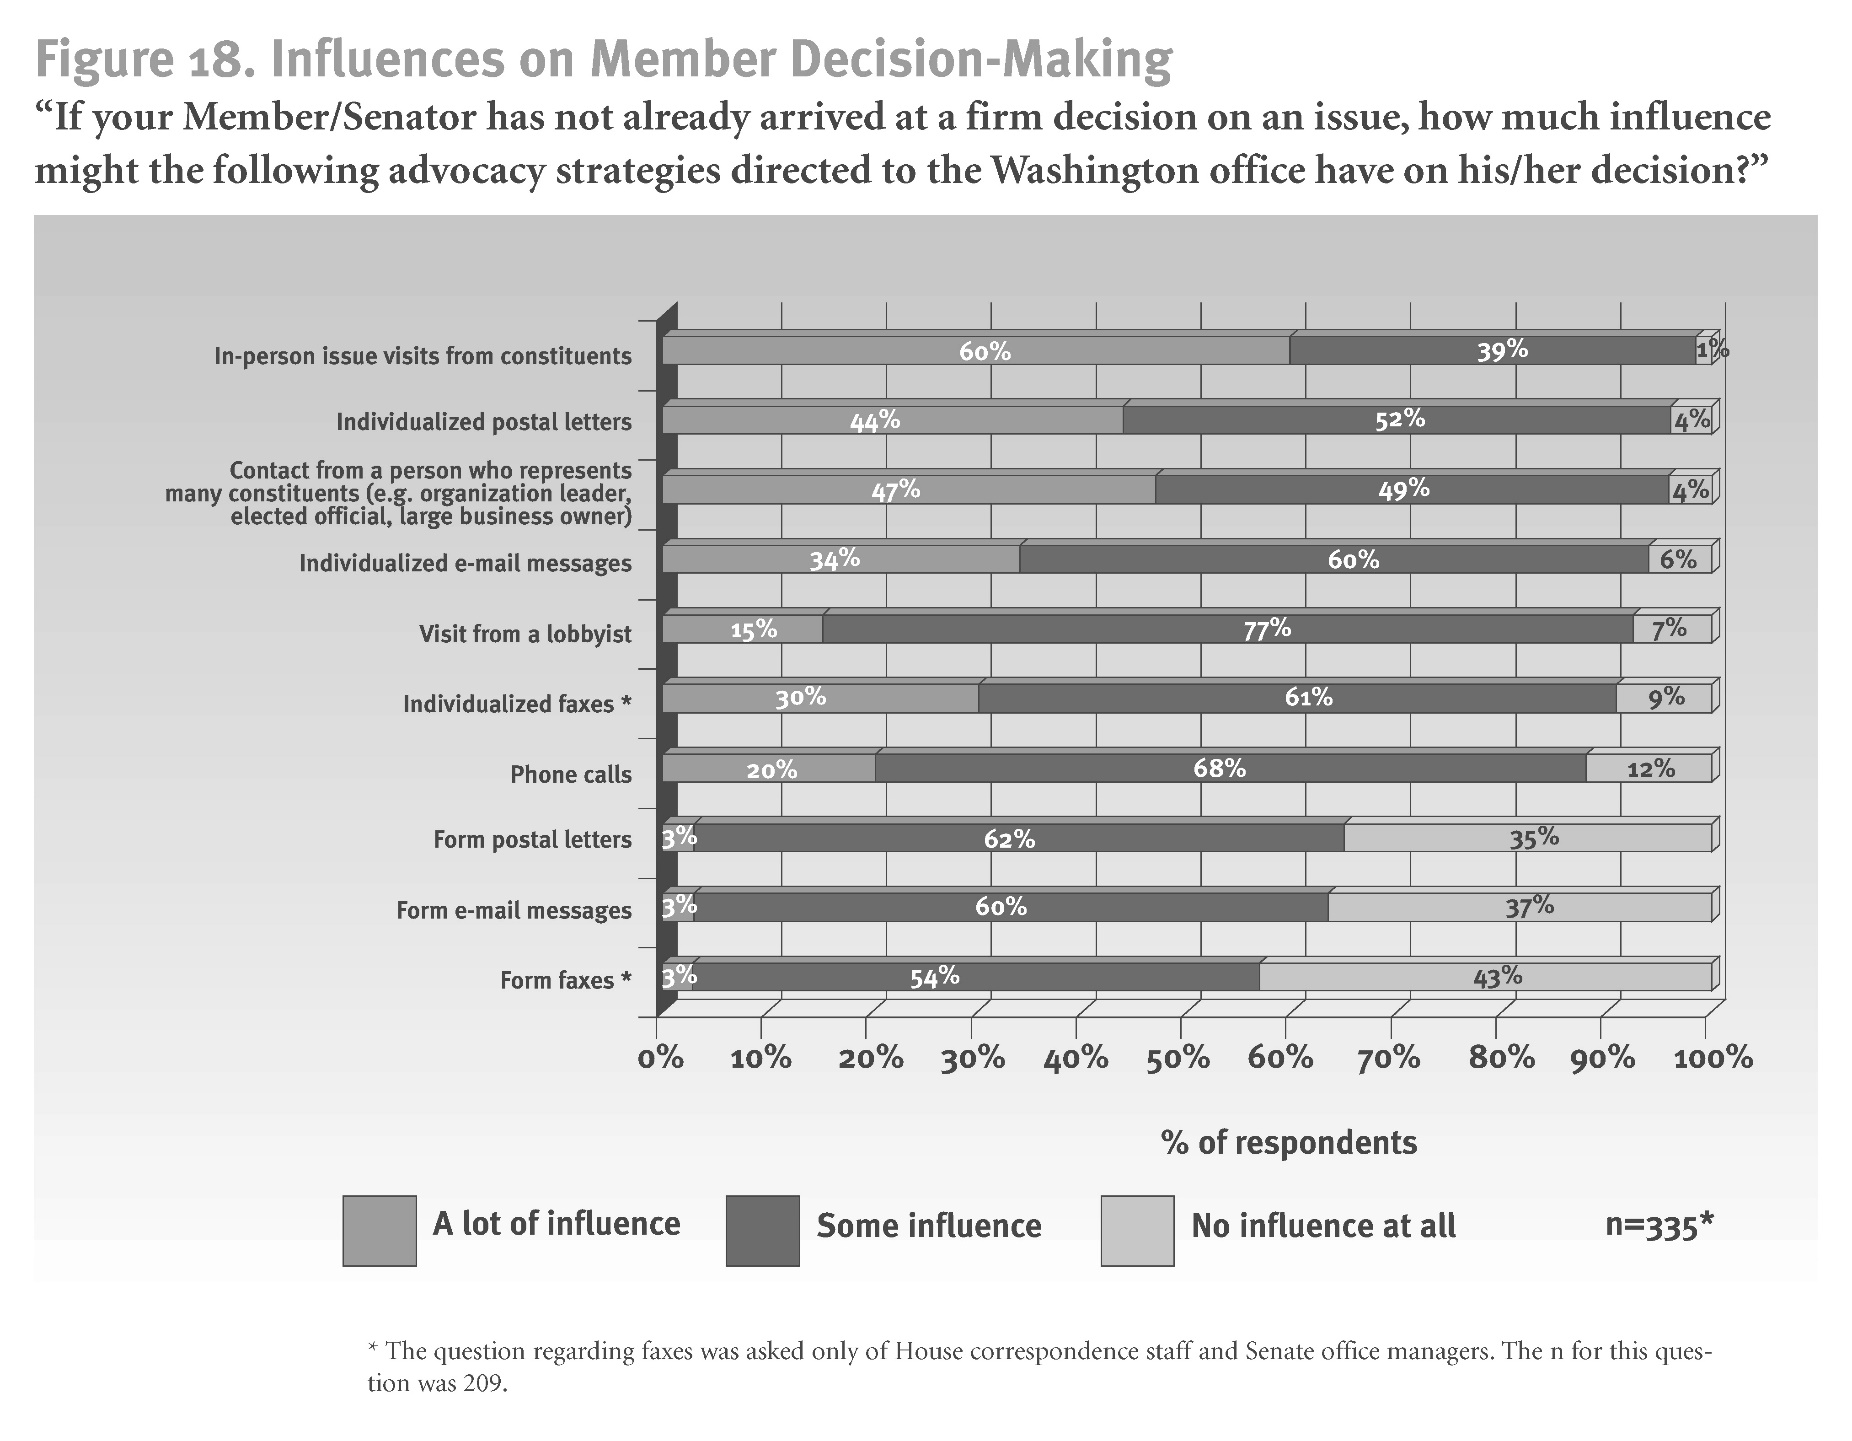 Figure 18. Influences on Member Decision-Making
“If your Member/Senator has not already arrived at a firm decision on an issue, how much influence
might the following advocacy strategies directed to the Washington office have on his/her decision?”
In-person issue visits from constituents 60% 39% 1%
Individualized postal letters 44% 52% 4%
Contact from a person who represents
many constituents (e.g. organization leader, 47% 49% 4%
elected official, large business owner)
Individualized e-mail messages 34% 60% 6%
Visit from a lobbyist 15% 77% 7%
Individualized faxes * 30% 61% 9%
Phone calls 20% 68% 12%
Form postal letters 3% 62% 35%
Form e-mail messages 3% 60% 37%
Form faxes * 3% 54% 43%
0% 10% 20% 30% 40% 50% 60% 70% 80% 90% 100%
% of respondents
A lot of influence Some influence No influence at all n=335*
* The question regarding faxes was asked only of House correspondence staff and Senate office managers. The n for this ques-
tion was 209.